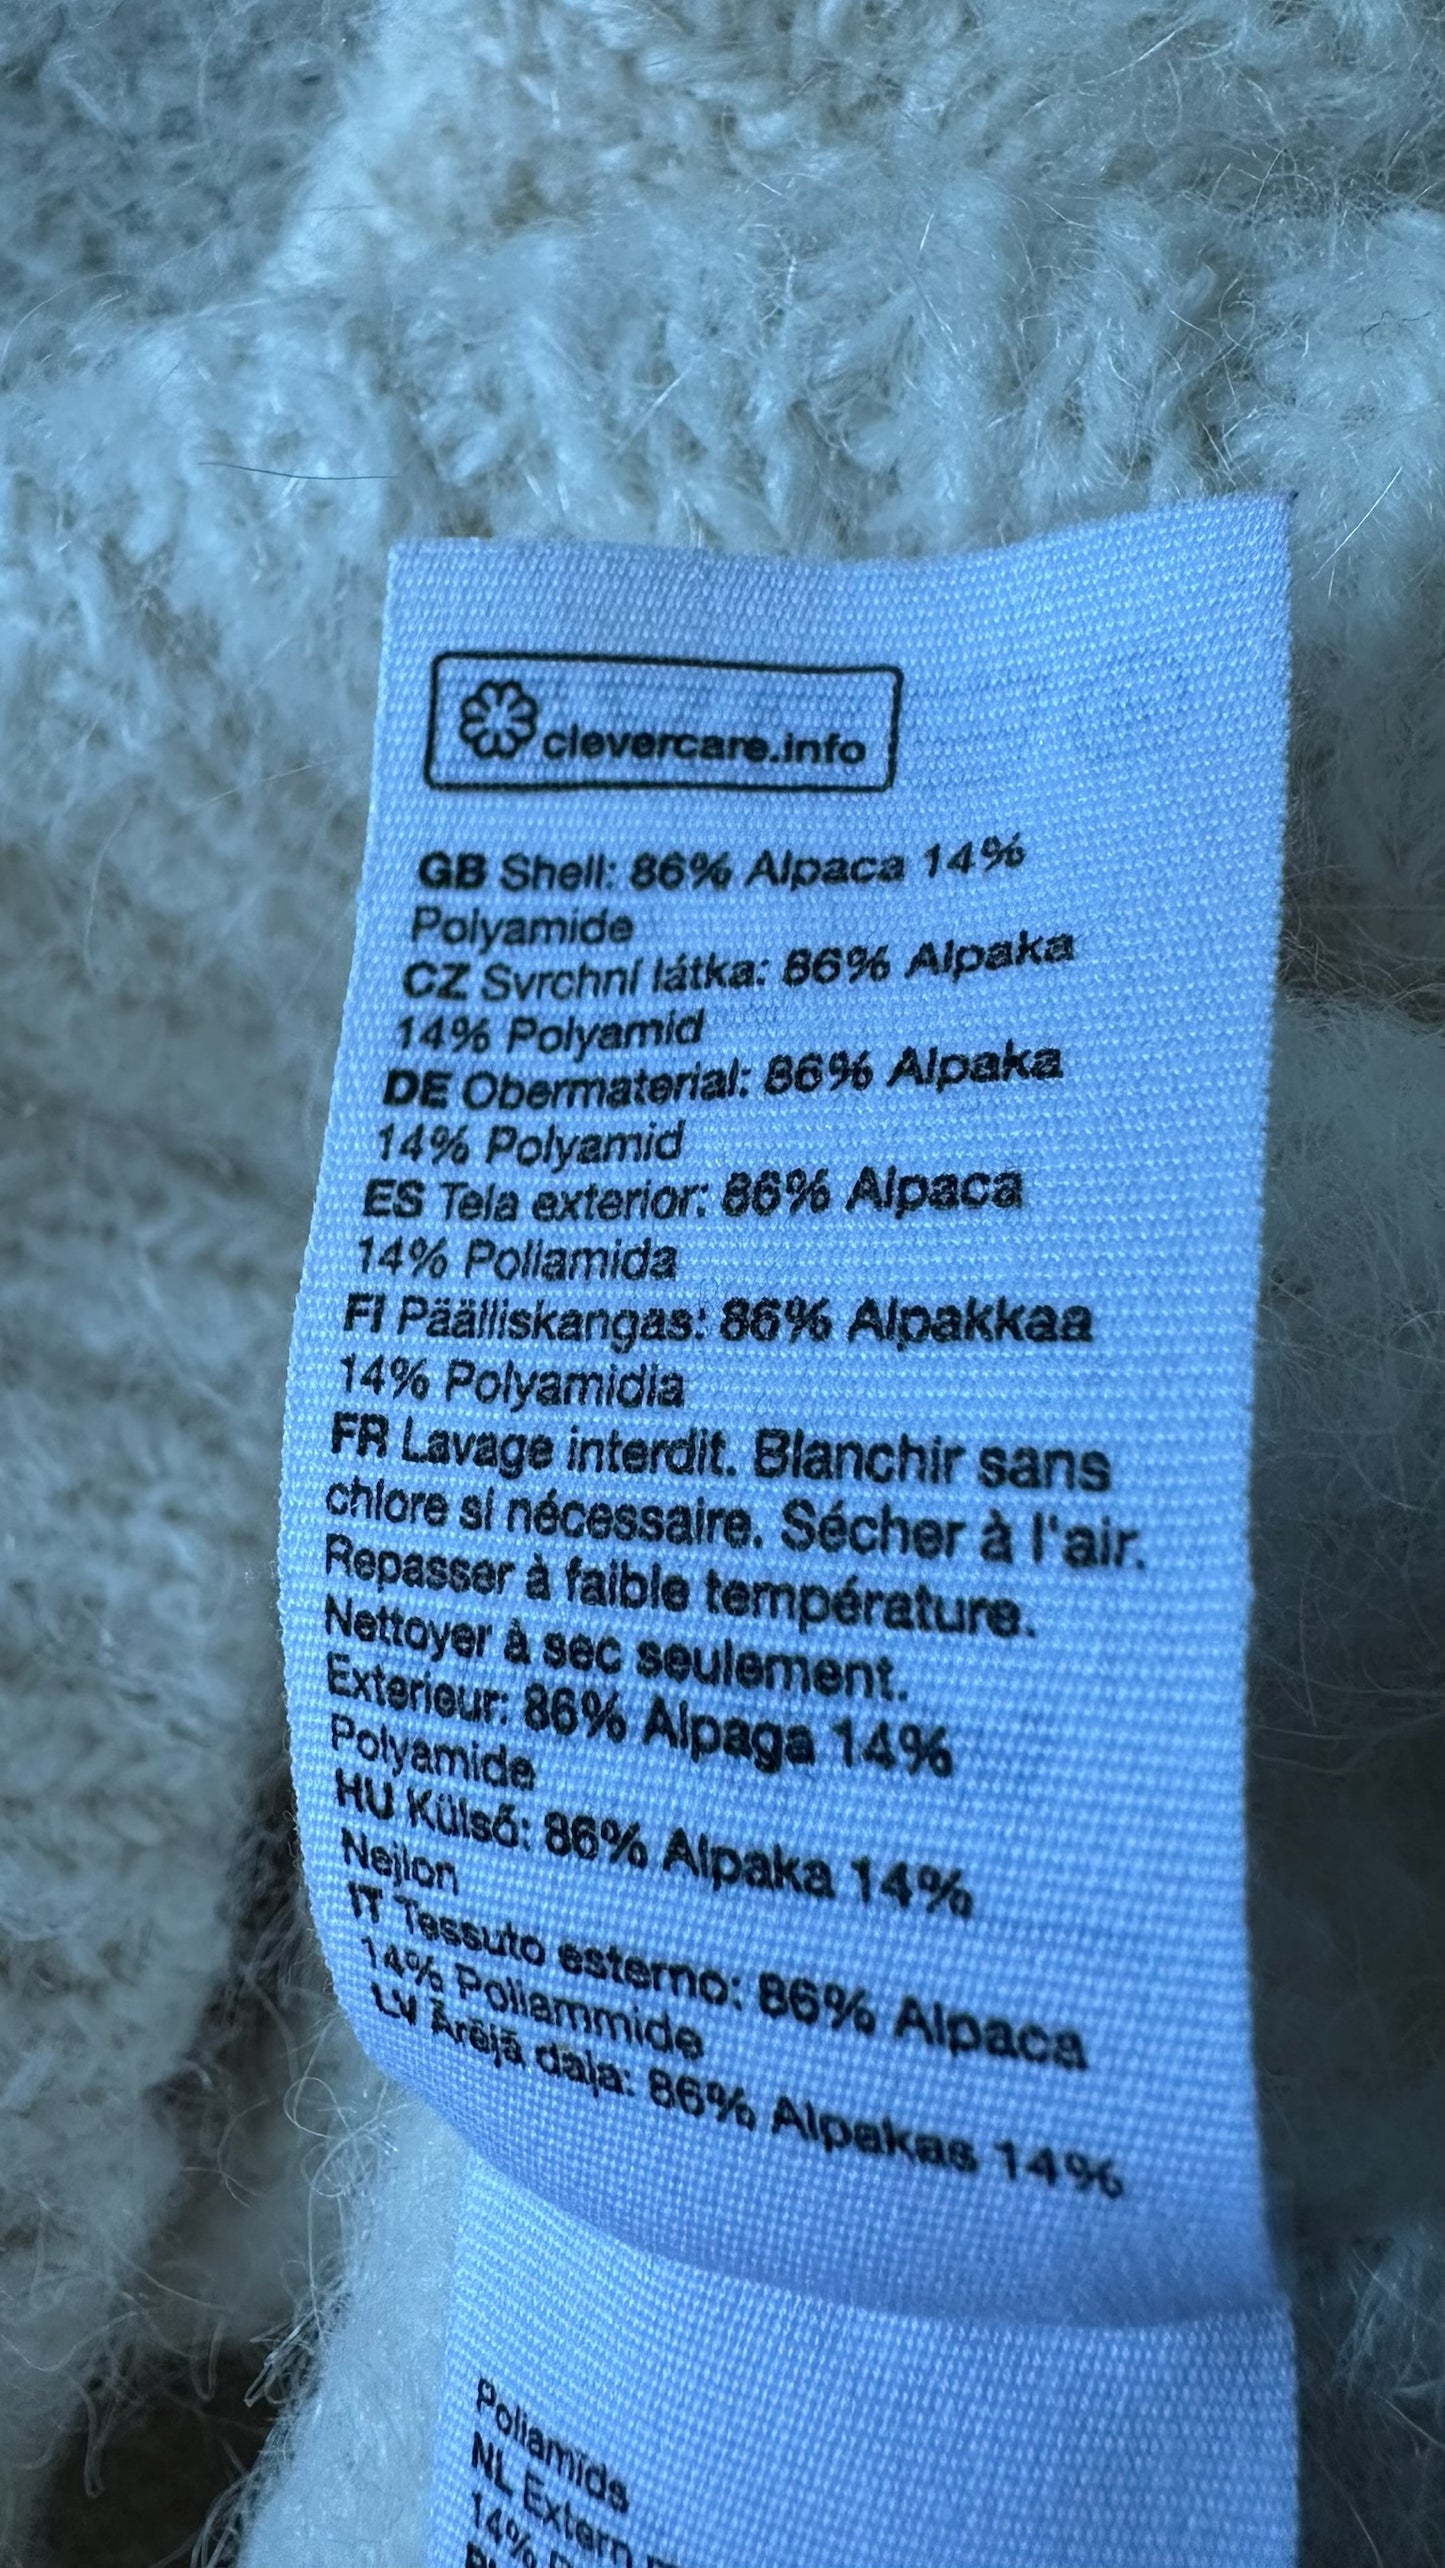 clevercare.info
GB Shell: 86% Alpaca 14%
Polyamide
CZ Svrchní látka: 86% Alpaka
14% Polyamid
DE Obermaterial: 86% Alpaka
14% Polyamid
ES Tela exterior: 86% Alpaca
14% Poliamida
FI Päälliskangas: 86% Alpakkaa
14% Polyamidia
FR Lavage interdit. Blanchir sans
chlore si nécessaire. Sécher à l'air.
Repasser à faible température.
Nettoyer à sec seulement.
Exterieur: 86% Alpaga 14%
Polyamide
HU Külső: 86% Alpaka 14%
Nejlon
IT Tessuto esterno: 86% Alpaca
14% Poliammide
LV Ārējā daļa: 86% Alpakas 14%
Poliamīds
NL Extern
14%